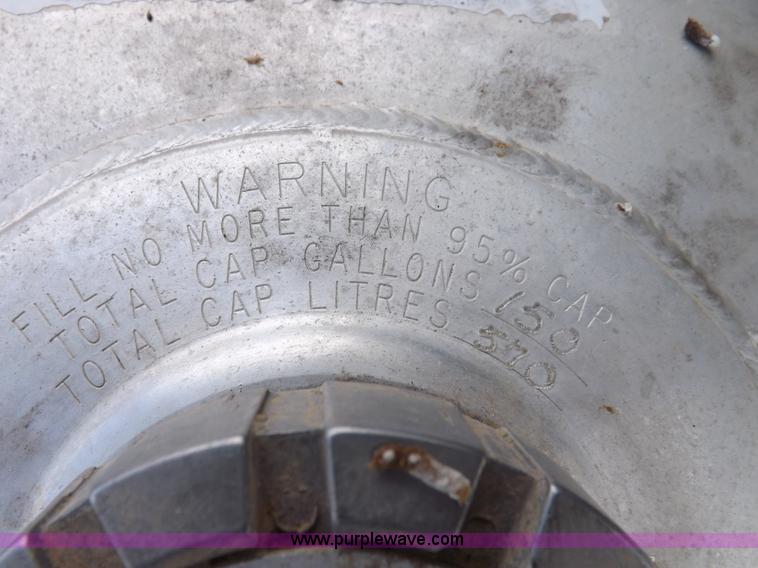 WARNING
FILL NO MORE THAN 95% CAP
TOTAL CAP GALLONS 150
TOTAL CAP LITRES 570
www.purplewave.com